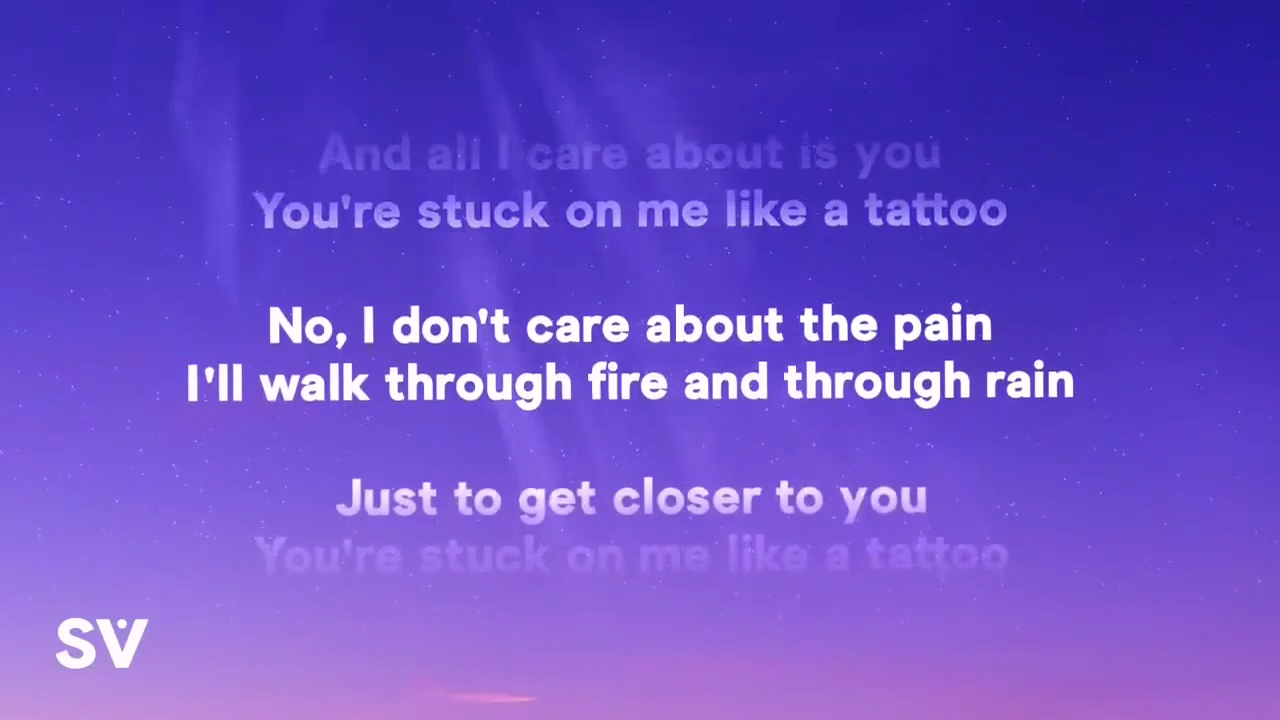 And all I care about is you
You're stuck on me like a tattoo
No, I don't care about the pain
I'll walk through fire and through rain
Just to get closer to you
You're stuck on me like a tattoo
SV